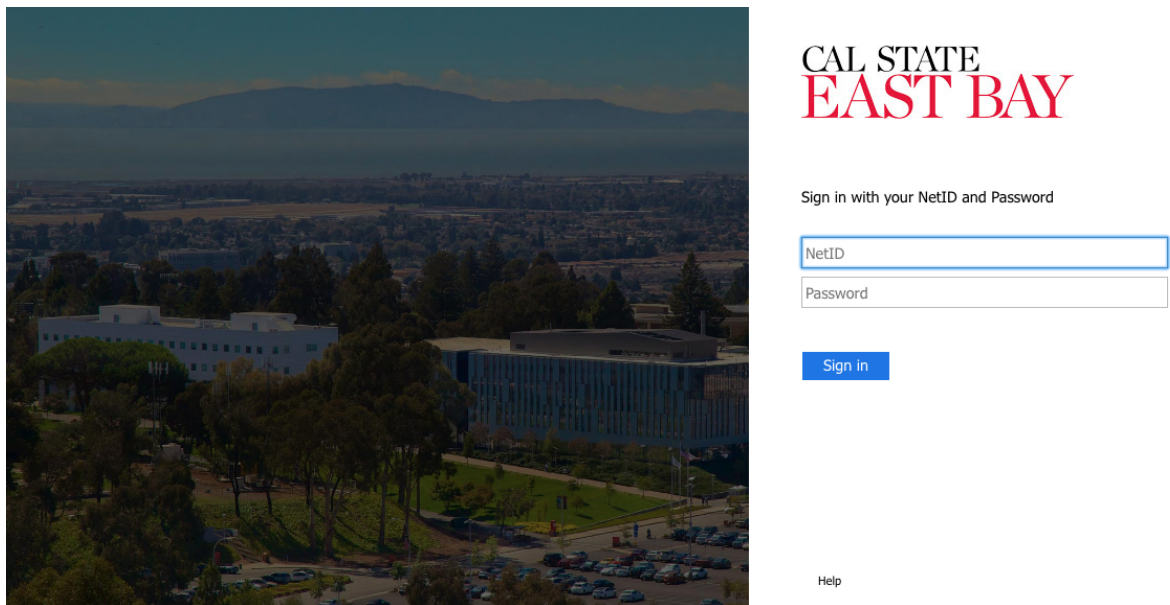 CAL STATE
EAST BAY
Sign in with your NetID and Password
NetID
Password
Sign in
Help